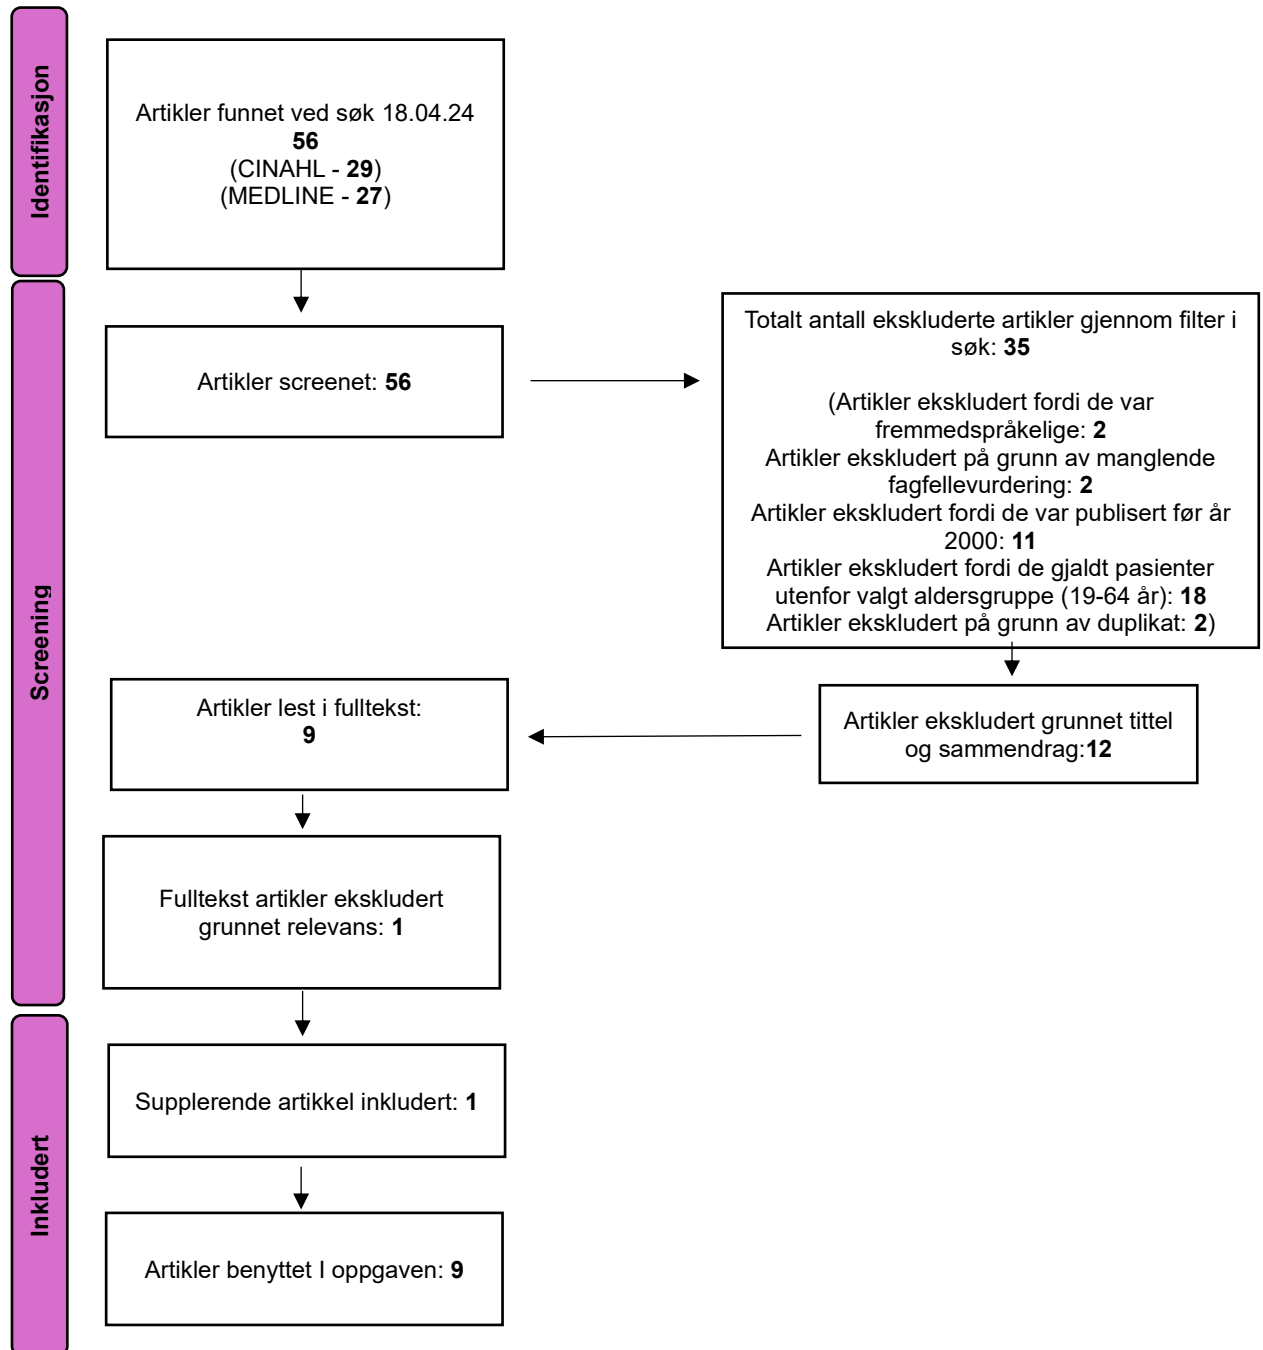 Identifikasjon
Artikler funnet ved søk 18.04.24
56
(CINAHL - 29)
(MEDLINE - 27)
Screening
Artikler screenet: 56
Totalt antall ekskluderte artikler gjennom filter i
søk: 35
(Artikler ekskludert fordi de var
fremmedspråkelige: 2
Artikler ekskludert på grunn av manglende
fagfellevurdering: 2
Artikler ekskludert fordi de var publisert før år
2000: 11
Artikler ekskludert fordi de gjaldt pasienter
utenfor valgt aldersgruppe (19-64 år): 18
Artikler ekskludert på grunn av duplikat: 2)
Artikler ekskludert grunnet tittel
og sammendrag:12
Artikler lest i fulltekst:
9
Fulltekst artikler ekskludert
grunnet relevans: 1
Inkludert
Supplerende artikkel inkludert: 1
Artikler benyttet I oppgaven: 9